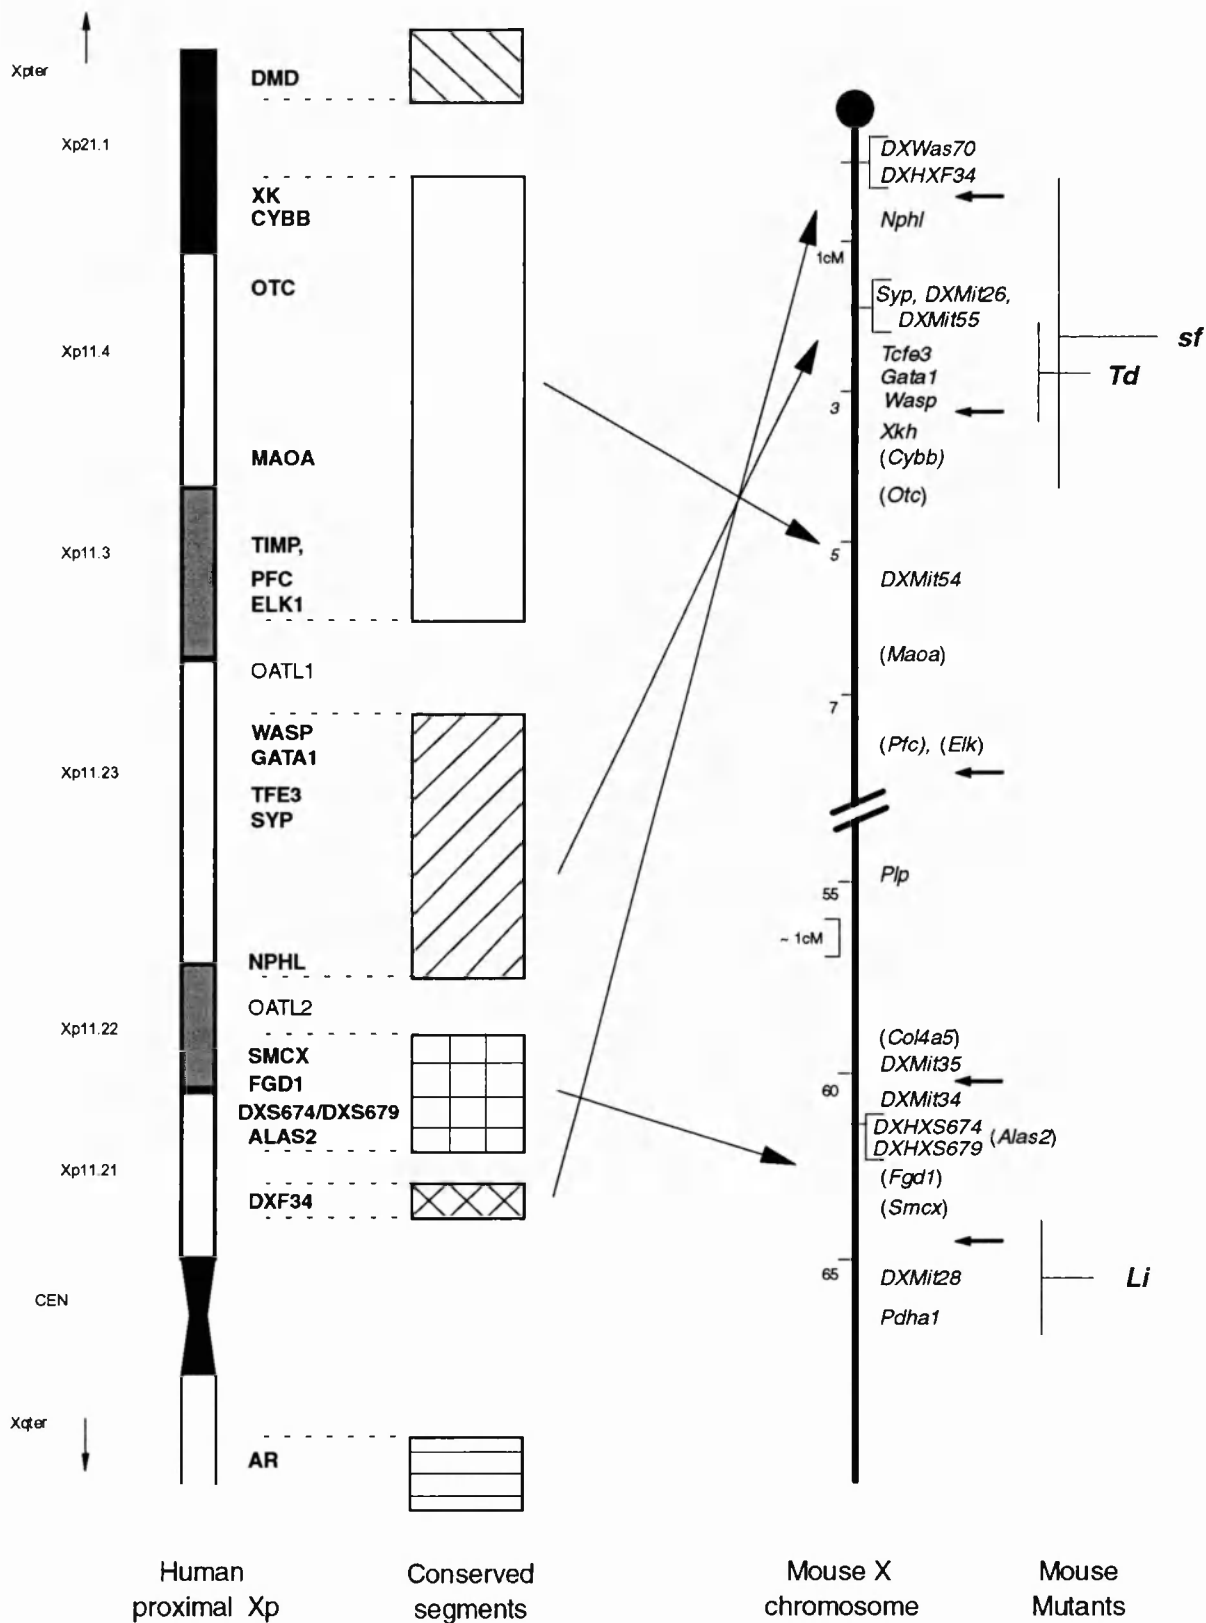 Xpter
Xp21.1
Xp11.4
Xp11.3
Xp11.23
Xp11.22
Xp11.21
CEN
Xqter
DMD
XK
CYBB
OTC
MAOA
TIMP,
PFC
ELK1
OATL1
WASP
GATA1
TFE3
SYP
NPHL
OATL2
SMCX
FGD1
DXS674/DXS679
ALAS2
DXF34
AR
1cM
3
5
7
55
~ 1cM
60
65
DXWas70
DXHXF34
Nphl
Syp, DXMit26,
DXMit55
Tcfe3
Gata1
Wasp
Xkh
(Cybb)
(Otc)
DXMit54
(Maoa)
(Pfc), (Elk)
Plp
(Col4a5)
DXMit35
DXMit34
DXHXS674
DXHXS679 (Alas2)
(Fgd1)
(Smcx)
DXMit28
Pdha1
sf
Td
Li
Human
proximal Xp
Conserved
segments
Mouse X
chromosome
Mouse
Mutants